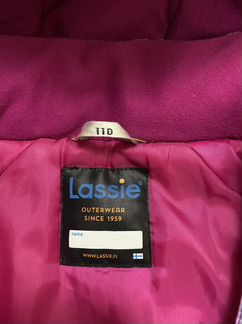 110
Lassie®
OUTERWEAR
SINCE 1959
name
WWW.LASSIE.FI